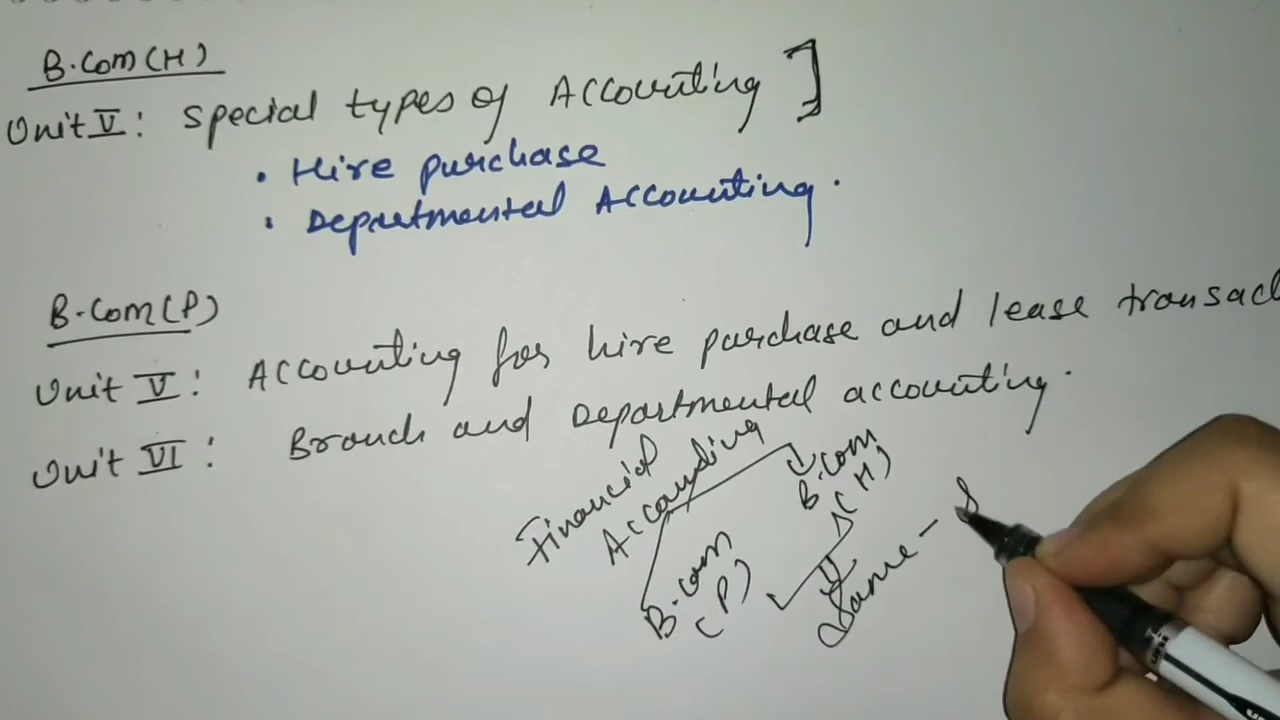 B.Com(H)
Unit V: Special types of Accounting ]
• Hire purchase
• Departmental Accounting.
B.Com(P)
Unit V: Accounting for hire purchase and lease transact
Unit VI: Branch and Departmental accounting.
Financial
Accounting
B.com
(H)
B.com
(P)
Same - S